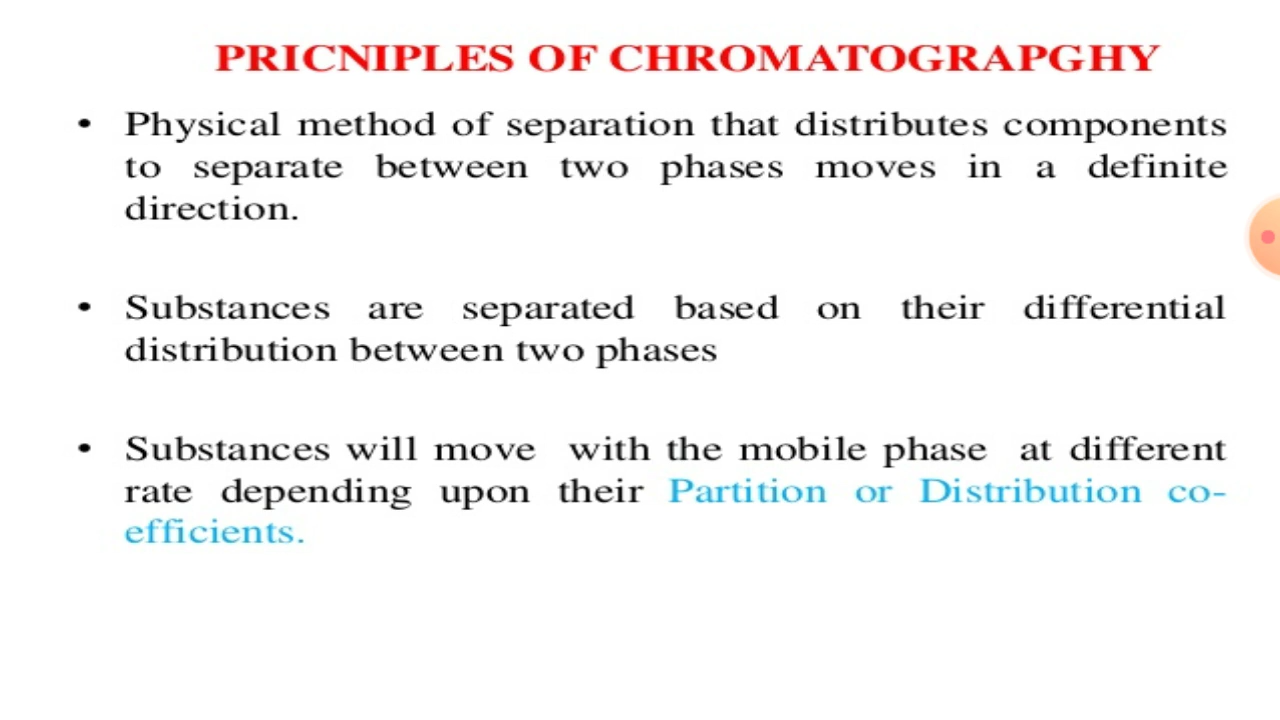 PRICNIPLES OF CHROMATOGRAPGHY
• Physical method of separation that distributes components
to separate between two phases moves in a definite
direction.
• Substances are separated based on their differential
distribution between two phases
• Substances will move with the mobile phase at different
rate depending upon their Partition or Distribution co-
efficients.